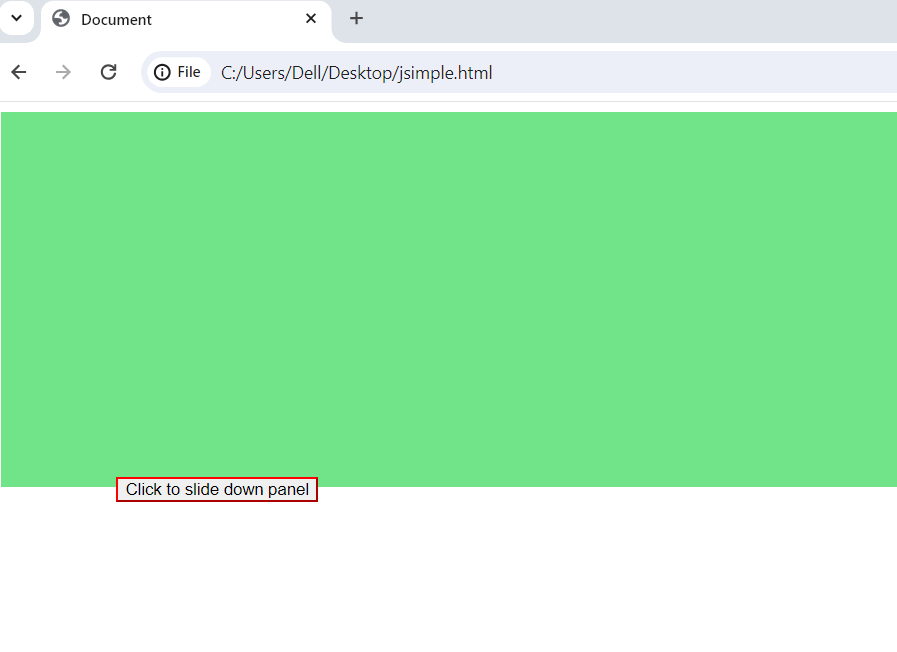 Document
File C:/Users/Dell/Desktop/jsimple.html
Click to slide down panel